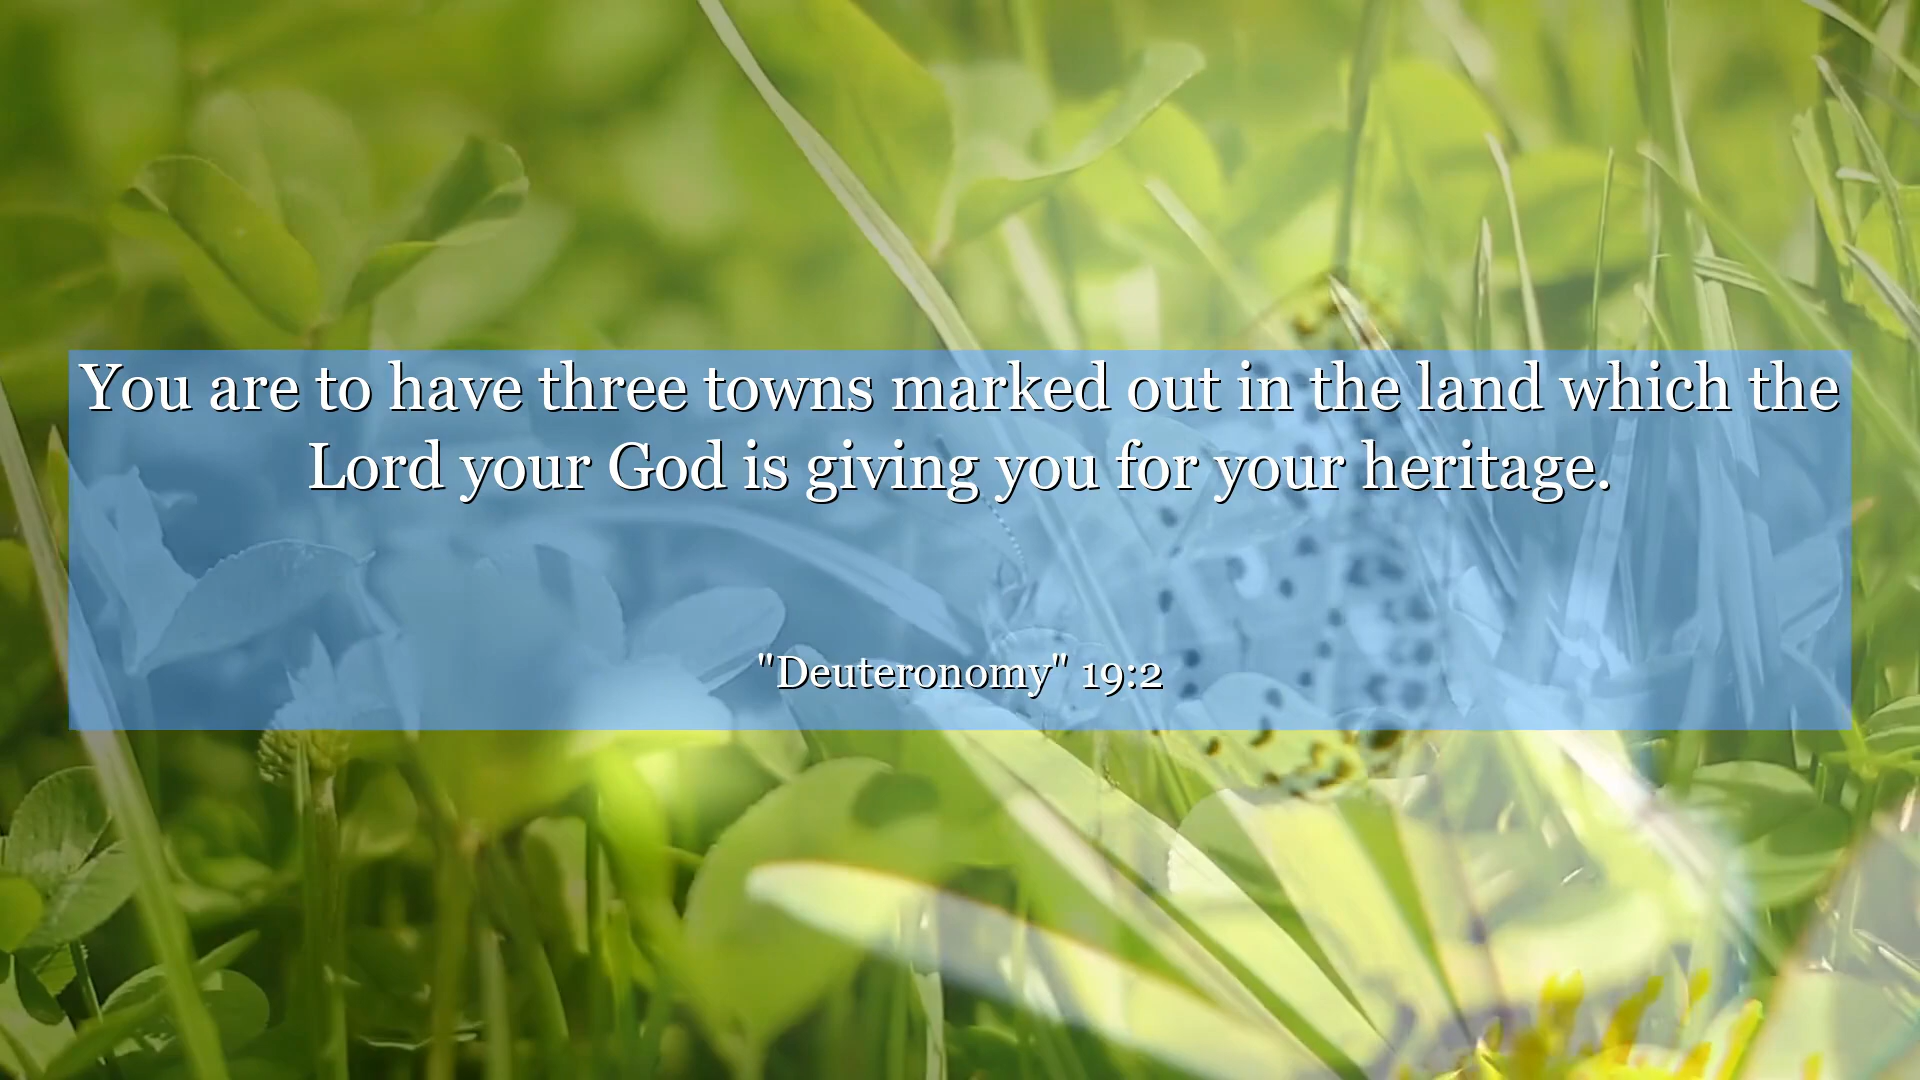 You are to have three towns marked out in the land which the
Lord your God is giving you for your heritage.
"Deuteronomy" 19:2